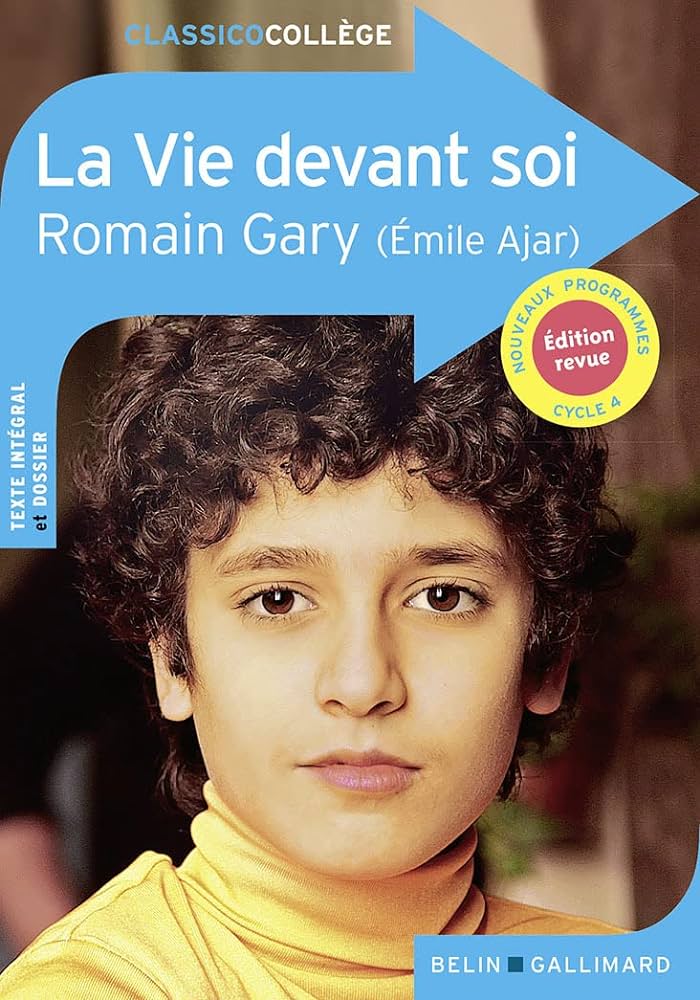 CLASSICOCOLLÈGE
La Vie devant soi
Romain Gary (Émile Ajar)
NOUVEAUX PROGRAMMES
Édition
revue
CYCLE 4
TEXTE INTÉGRAL
et DOSSIER
BELIN GALLIMARD